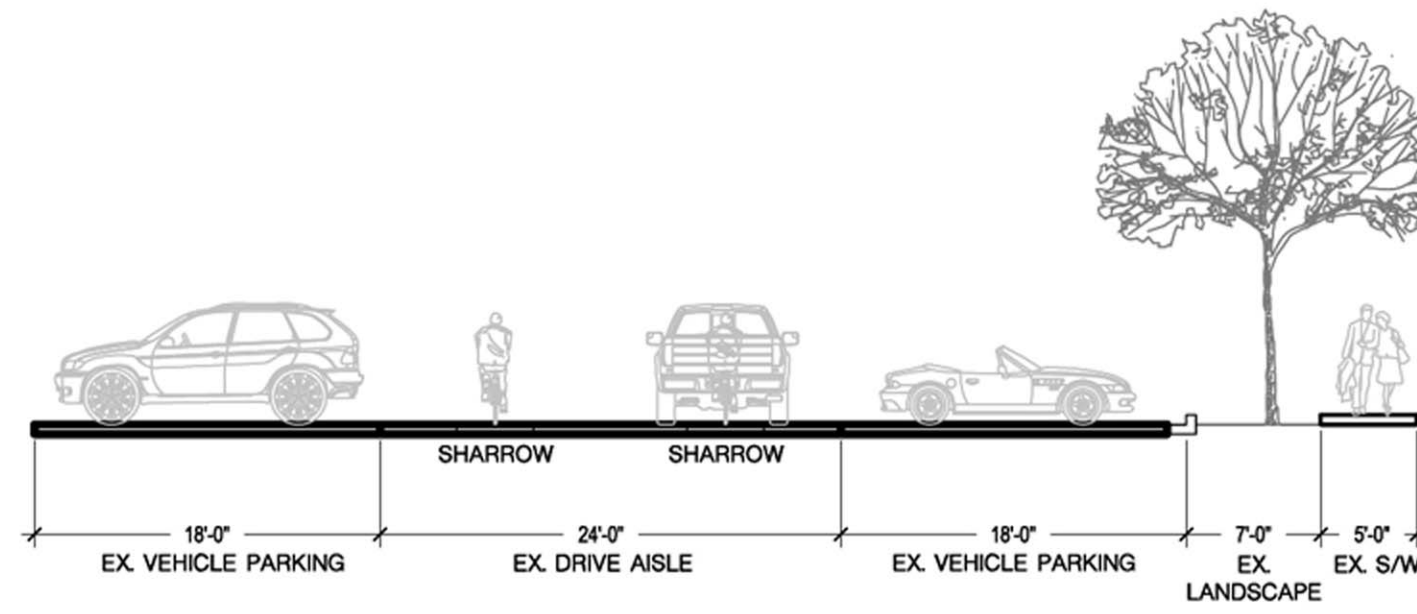 SHARROW SHARROW
18'-0" 24'-0" 18'-0" 7'-0" 5'-0"
EX. VEHICLE PARKING EX. DRIVE AISLE EX. VEHICLE PARKING EX. EX. S/W
LANDSCAPE